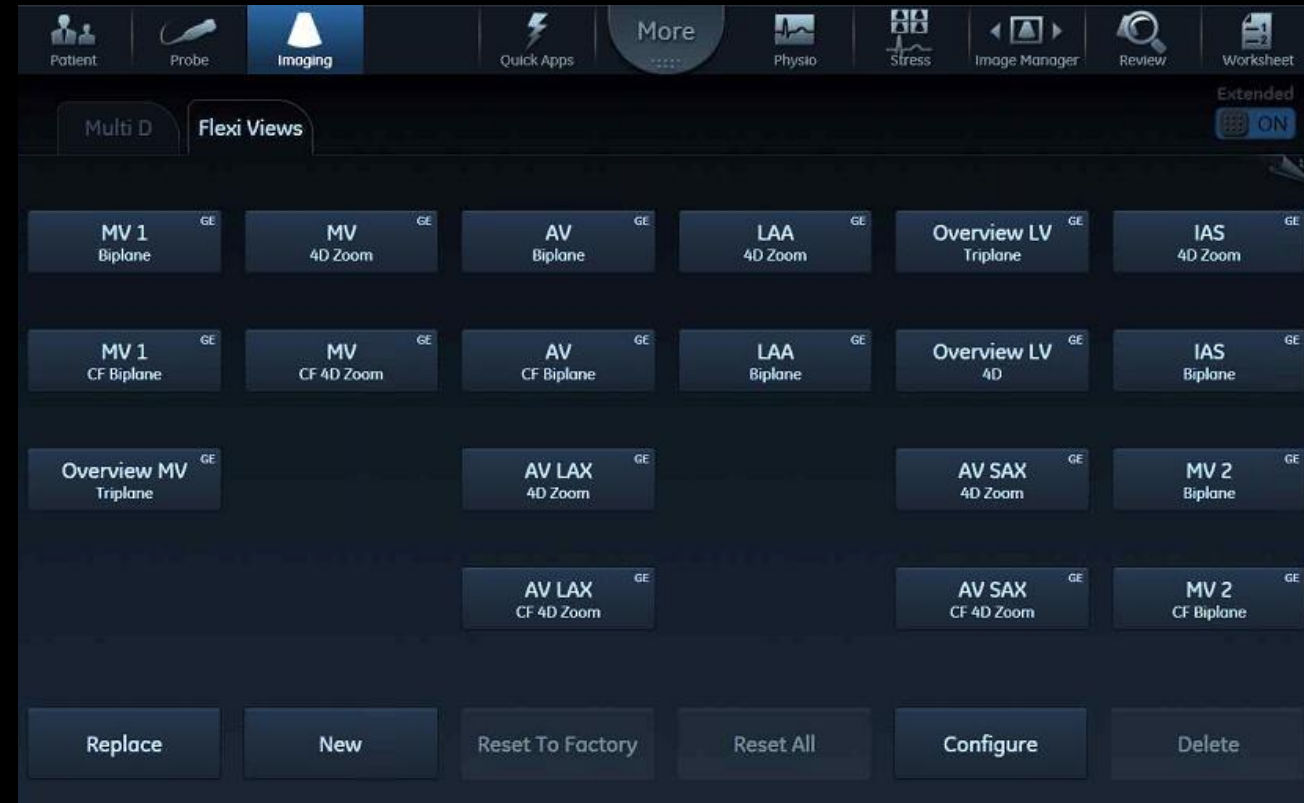 Patient
Probe
Imaging
Quick Apps
More
Physio
Stress
Image Manager
Review
Worksheet
Extended
ON
Multi D
Flexi Views
MV 1 GE
Biplane
MV GE
4D Zoom
AV GE
Biplane
LAA GE
4D Zoom
Overview LV GE
Triplane
IAS GE
4D Zoom
MV 1 GE
CF Biplane
MV GE
CF 4D Zoom
AV GE
CF Biplane
LAA GE
Biplane
Overview LV GE
4D
IAS GE
Biplane
Overview MV GE
Triplane
AV LAX GE
4D Zoom
AV SAX GE
4D Zoom
MV 2 GE
Biplane
AV LAX GE
CF 4D Zoom
AV SAX GE
CF 4D Zoom
MV 2 GE
CF Biplane
Replace
New
Reset To Factory
Reset All
Configure
Delete